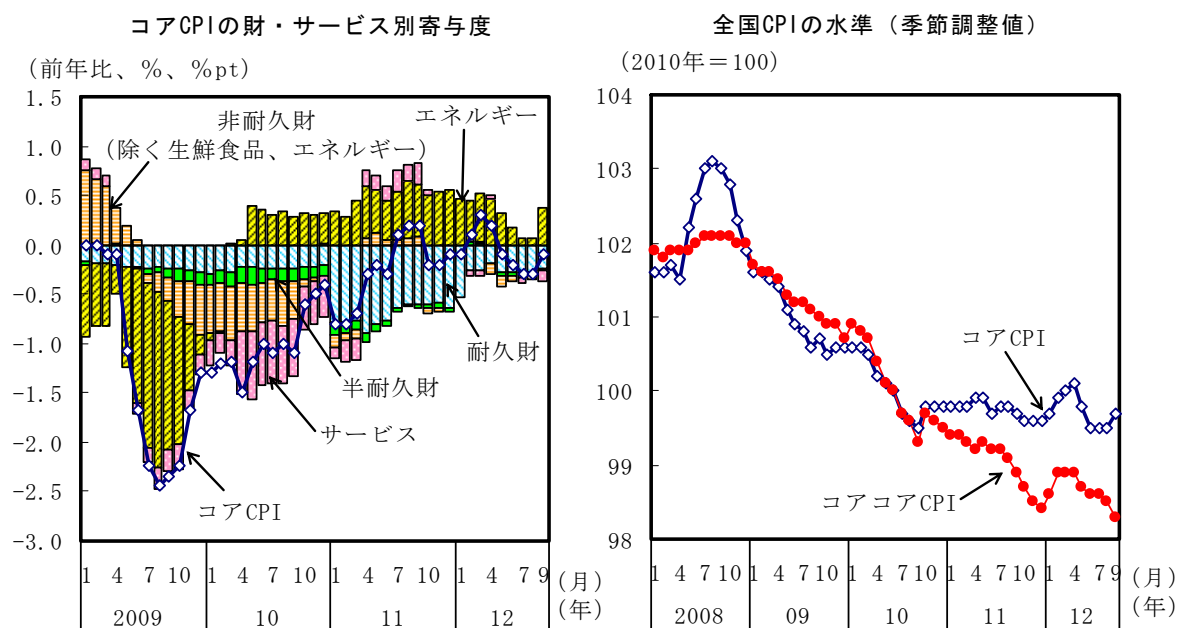 コアCPIの財・サービス別寄与度
(前年比、%、%pt)
1.5
1.0
0.5
0.0
-0.5
-1.0
-1.5
-2.0
-2.5
-3.0
非耐久財
(除く生鮮食品、エネルギー)
エネルギー
耐久財
半耐久財
サービス
コアCPI
1 4 7 10 1 4 7 10 1 4 7 10 1 4 7 9 (月)
2009 10 11 12 (年)
全国CPIの水準(季節調整値)
(2010年=100)
104
103
102
101
100
99
98
コアCPI
コアコアCPI
1 4 7 10 1 4 7 10 1 4 7 10 1 4 7 10 1 4 7 9 (月)
2008 09 10 11 12 (年)